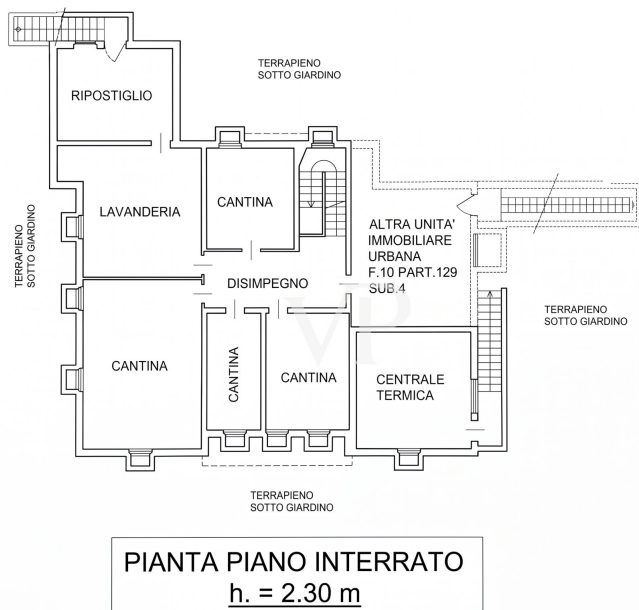 TERRAPIENO
SOTTO GIARDINO
RIPOSTIGLIO
LAVANDERIA
CANTINA
ALTRA UNITA'
IMMOBILIARE
URBANA
F.10 PART.129
SUB.4
TERRAPIENO
SOTTO GIARDINO
DISIMPEGNO
VP
TERRAPIENO
SOTTO GIARDINO
CANTINA
CANTINA
CANTINA
CENTRALE
TERMICA
TERRAPIENO
SOTTO GIARDINO
PIANTA PIANO INTERRATO
h. = 2.30 m